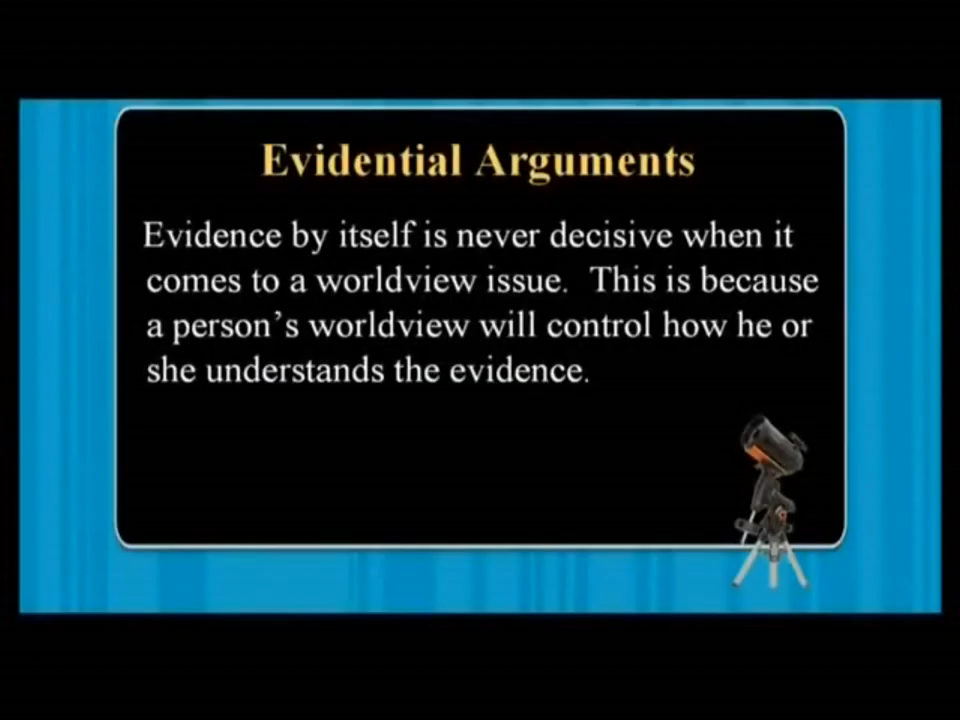 Evidential Arguments
Evidence by itself is never decisive when it
comes to a worldview issue.  This is because
a person’s worldview will control how he or
she understands the evidence.